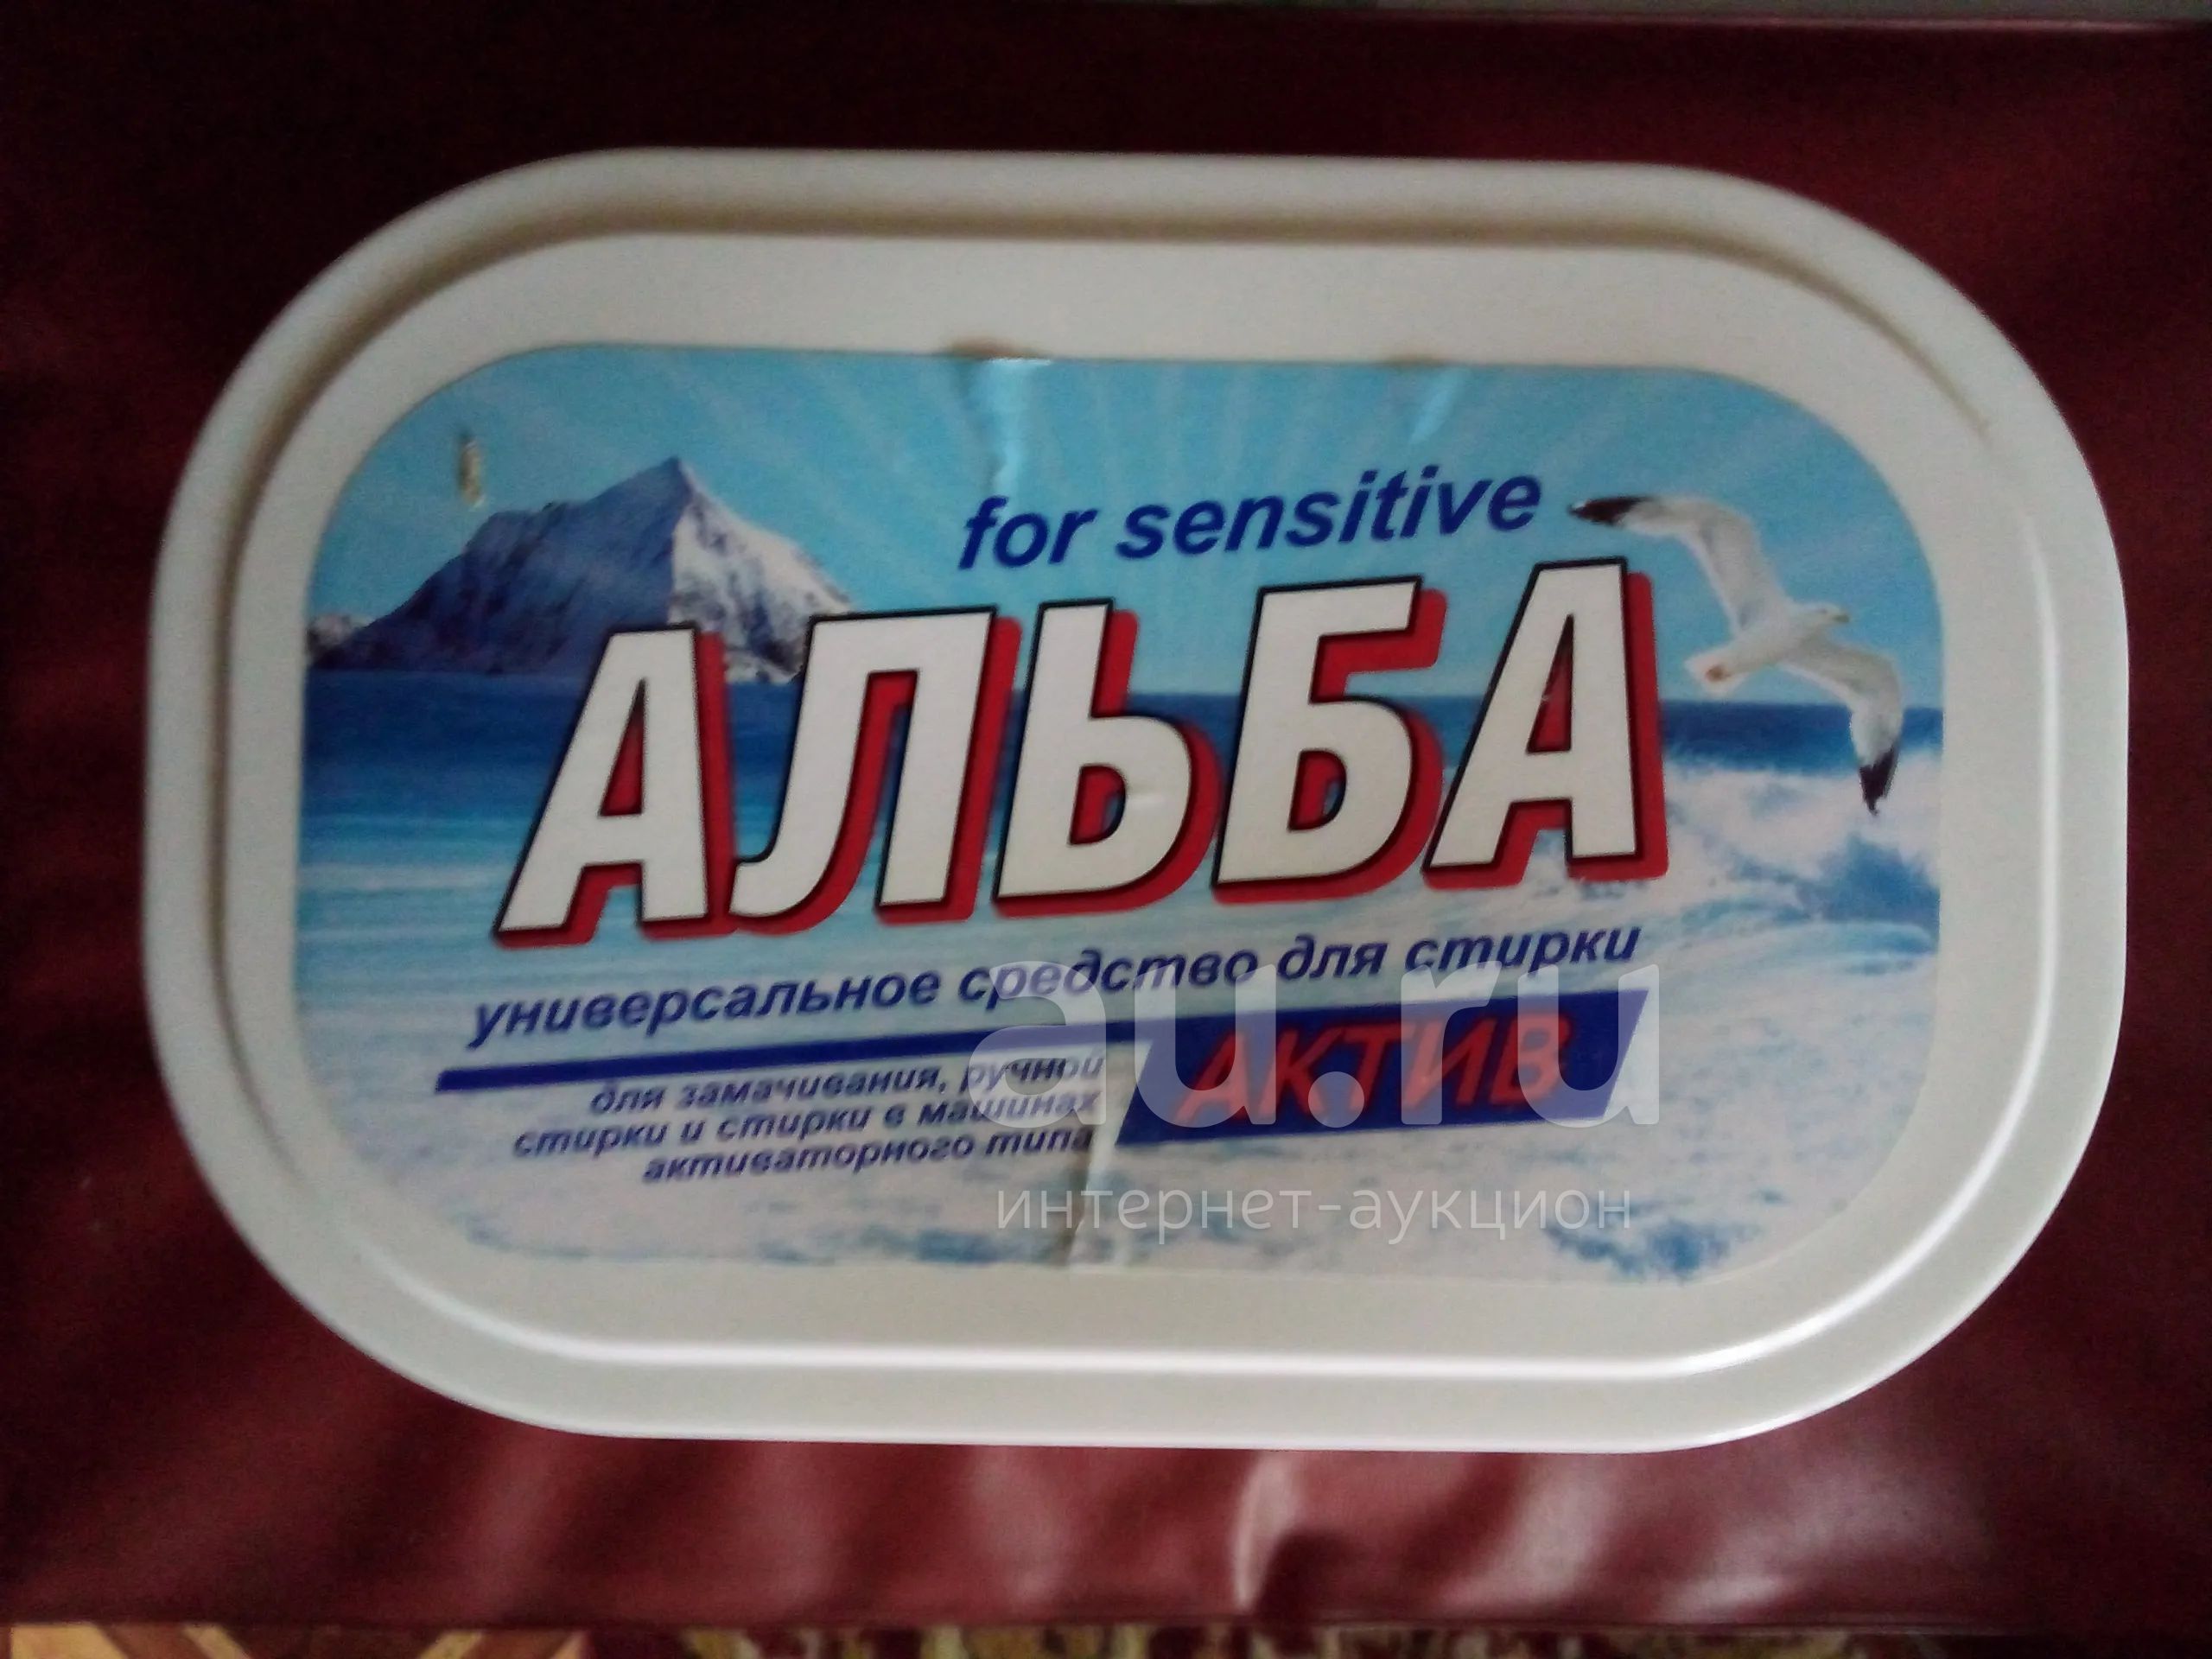 for sensitive
АЛЬБА
универсальное средство для стирки
АКТИВ
для замачивания, ручной
стирки и стирки в машинах
активаторного типа
au.ru
интернет-аукцион